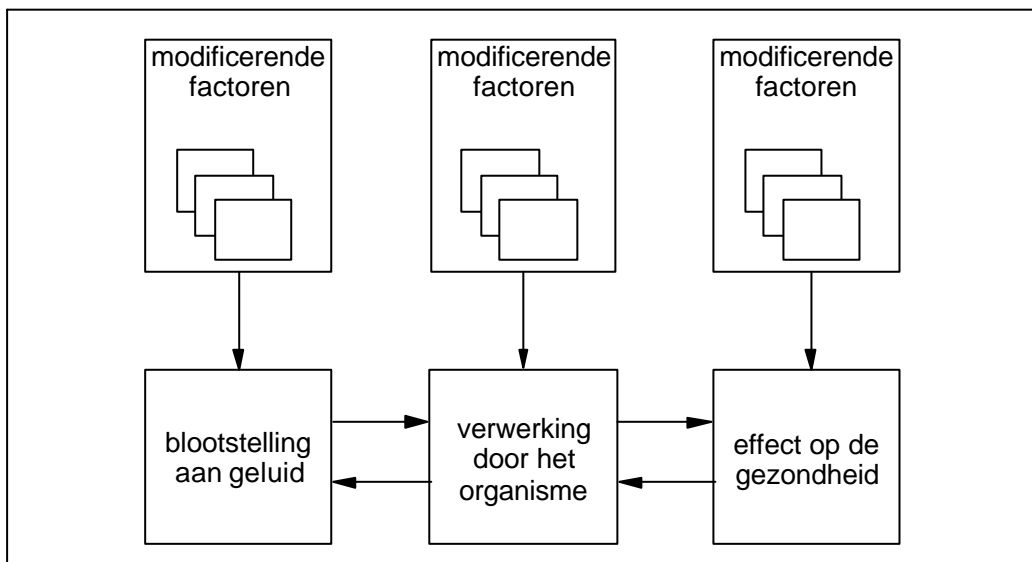 modificerende
factoren
modificerende
factoren
modificerende
factoren
blootstelling
aan geluid
verwerking
door het
organisme
effect op de
gezondheid